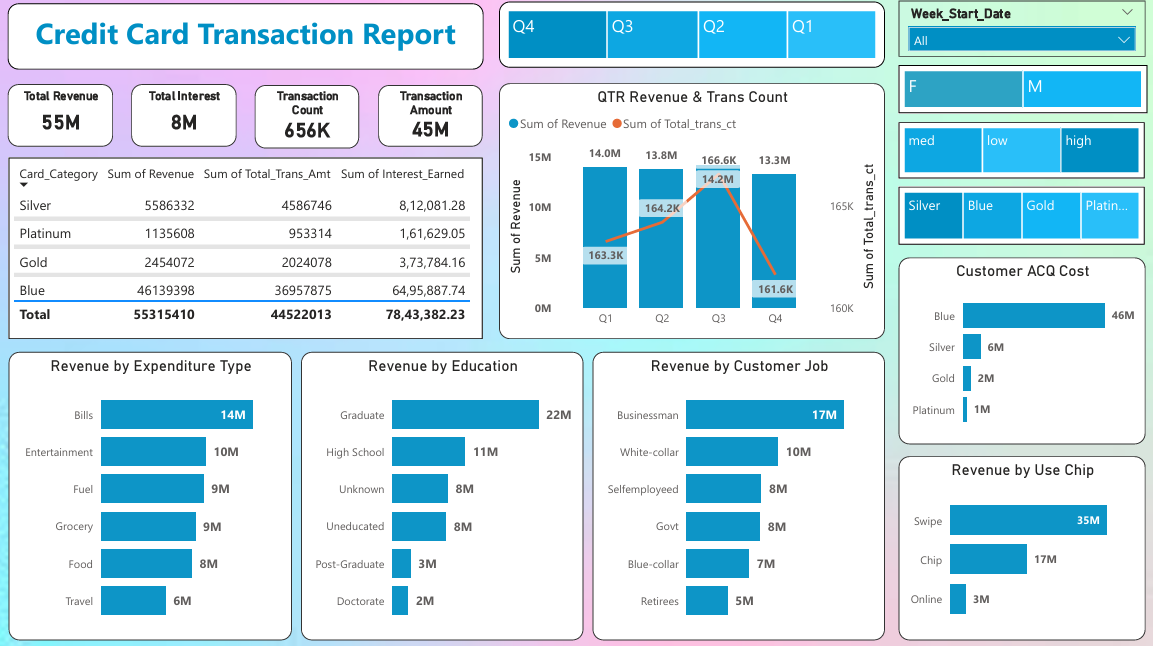 Credit Card Transaction Report
Q4
Q3
Q2
Q1
Week_Start_Date
All
F
M
med
low
high
Silver
Blue
Gold
Platin...
Total Revenue
55M
Total Interest
8M
Transaction
Count
656K
Transaction
Amount
45M
Card_Category Sum of Revenue Sum of Total_Trans_Amt Sum of Interest_Earned
Silver 5586332 4586746 8,12,081.28
Platinum 1135608 953314 1,61,629.05
Gold 2454072 2024078 3,73,784.16
Blue 46139398 36957875 64,95,887.74
Total 55315410 44522013 78,43,382.23
QTR Revenue & Trans Count
Sum of Revenue Sum of Total_trans_ct
Sum of Revenue
15M
10M
5M
0M
14.0M
13.8M
166.6K
14.2M
13.3M
163.3K
164.2K
161.6K
Q1 Q2 Q3 Q4
165K
160K
Sum of Total_trans_ct
Customer ACQ Cost
Blue 46M
Silver 6M
Gold 2M
Platinum 1M
Revenue by Expenditure Type
Bills 14M
Entertainment 10M
Fuel 9M
Grocery 9M
Food 8M
Travel 6M
Revenue by Education
Graduate 22M
High School 11M
Unknown 8M
Uneducated 8M
Post-Graduate 3M
Doctorate 2M
Revenue by Customer Job
Businessman 17M
White-collar 10M
Selfemployeed 8M
Govt 8M
Blue-collar 7M
Retirees 5M
Revenue by Use Chip
Swipe 35M
Chip 17M
Online 3M